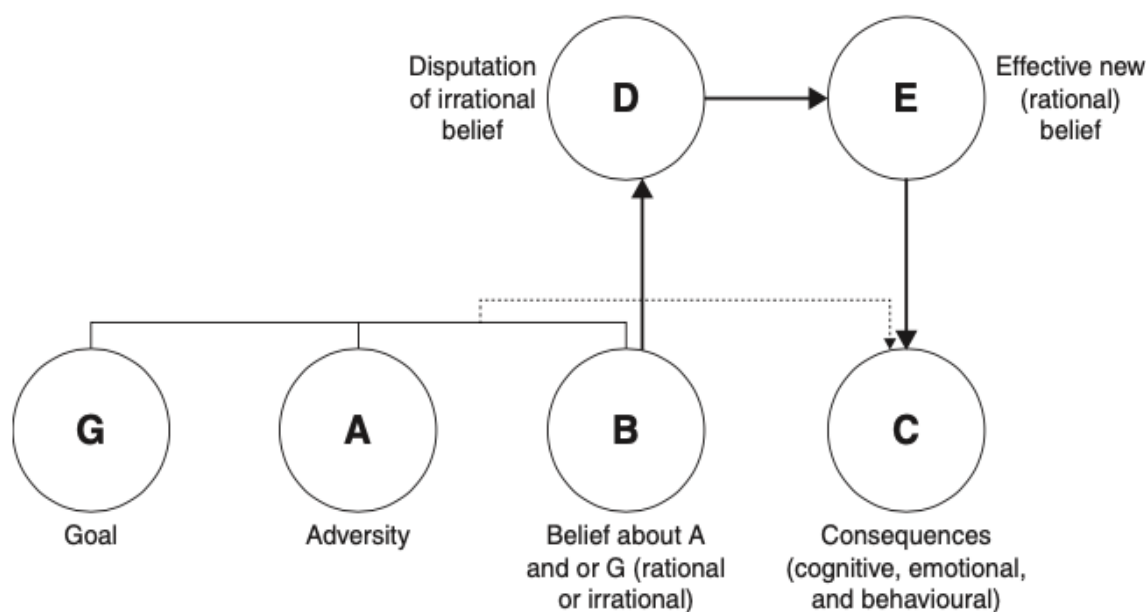 Disputation
of irrational
belief
D
E
Effective new
(rational)
belief
G
A
B
C
Goal
Adversity
Belief about A
and or G (rational
or irrational)
Consequences
(cognitive, emotional,
and behavioural)